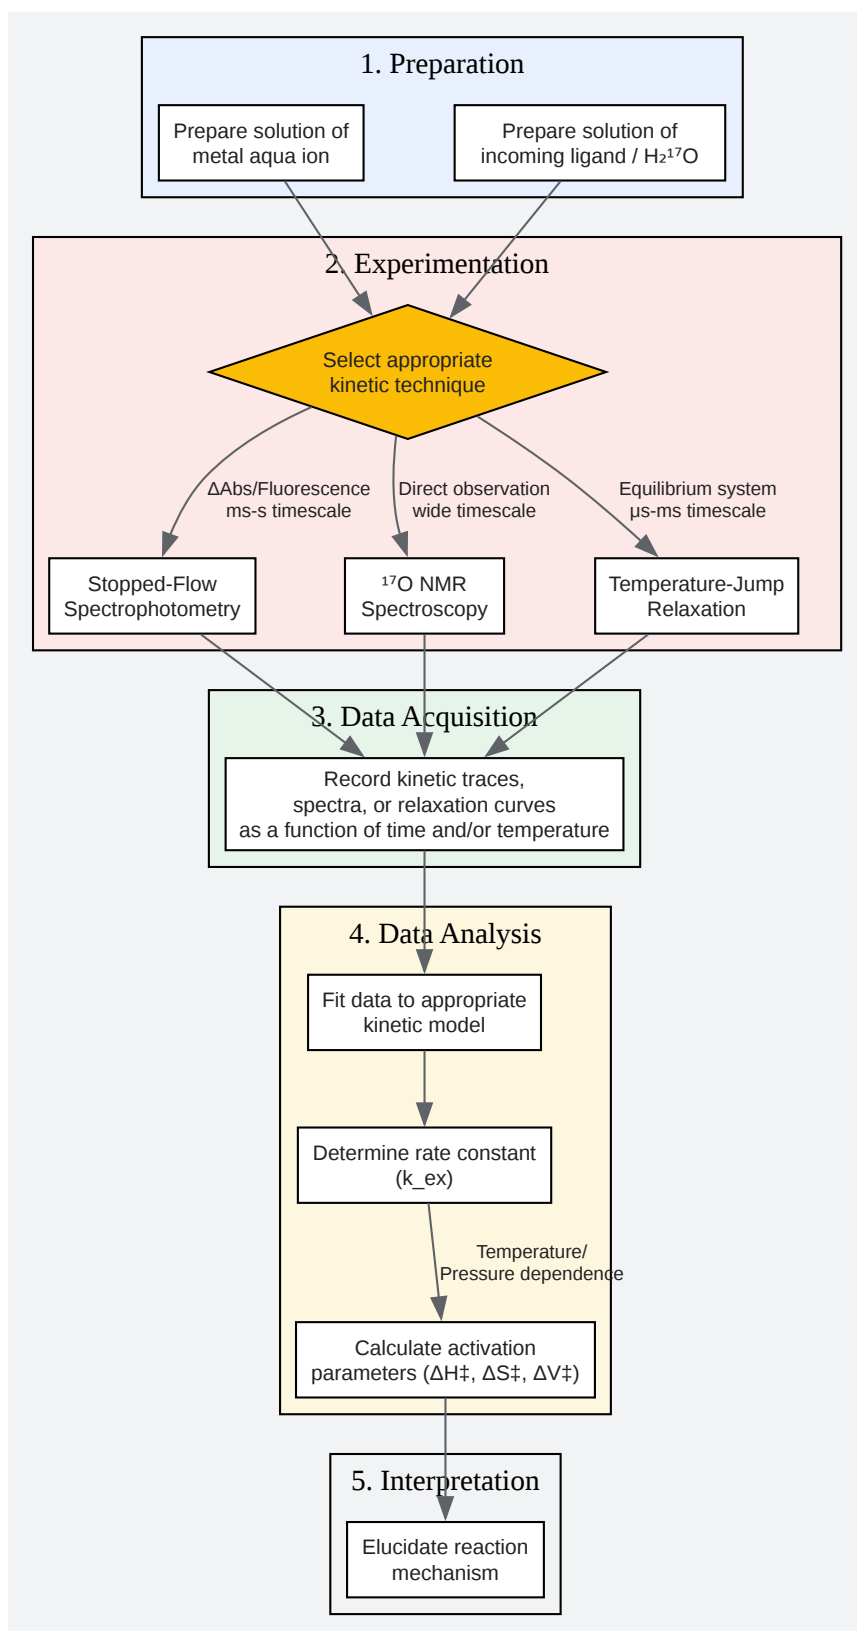 1. Preparation
Prepare solution of
metal aqua ion
Prepare solution of
incoming ligand / H₂¹⁷O
2. Experimentation
Select appropriate
kinetic technique
ΔAbs/Fluorescence
ms-s timescale
Direct observation
wide timescale
Equilibrium system
μs-ms timescale
Stopped-Flow
Spectrophotometry
¹⁷O NMR
Spectroscopy
Temperature-Jump
Relaxation
3. Data Acquisition
Record kinetic traces,
spectra, or relaxation curves
as a function of time and/or temperature
4. Data Analysis
Fit data to appropriate
kinetic model
Determine rate constant
(k_ex)
Temperature/
Pressure dependence
Calculate activation
parameters (ΔH‡, ΔS‡, ΔV‡)
5. Interpretation
Elucidate reaction
mechanism